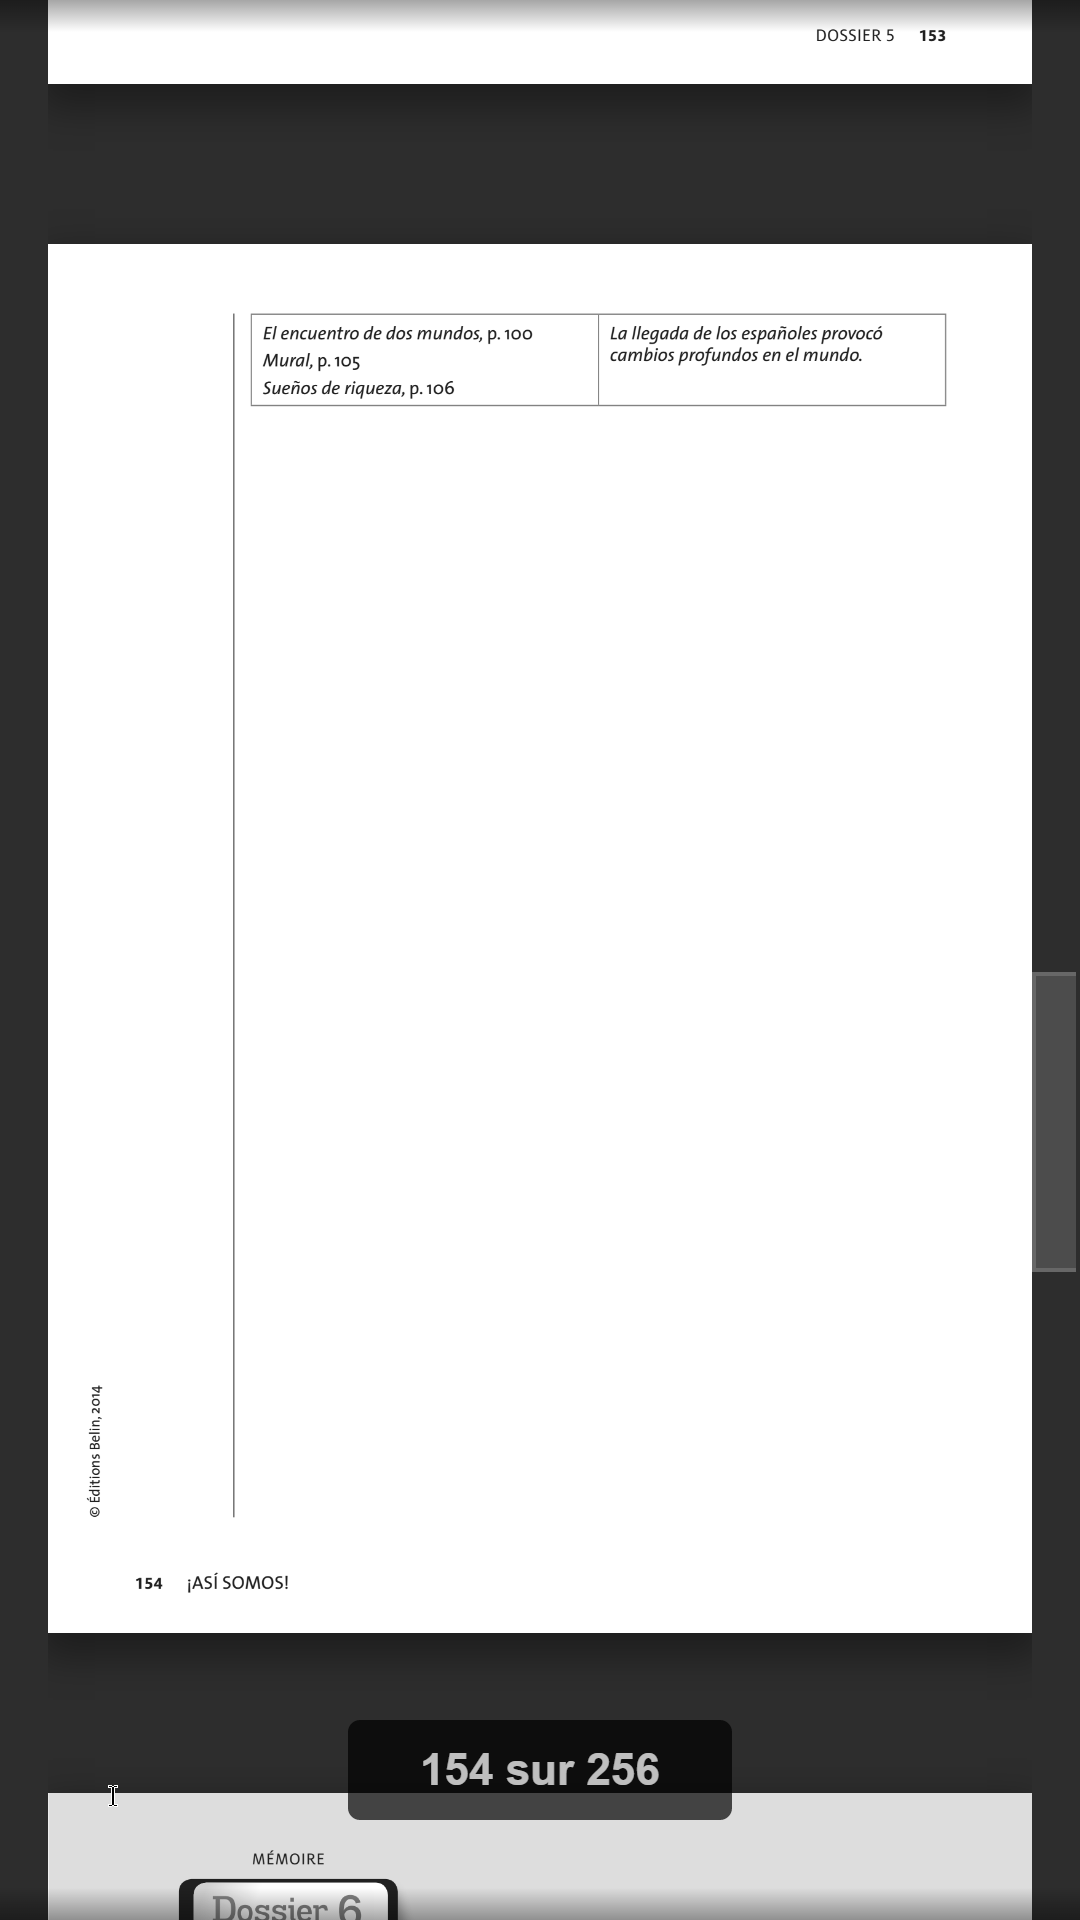 DOSSIER 5 153
El encuentro de dos mundos, p. 100
Mural, p. 105
Sueños de riqueza, p. 106
La llegada de los españoles provocó
cambios profundos en el mundo.
© Éditions Belin, 2014
154 ¡ASÍ SOMOS!
154 sur 256
MÉMOIRE
Dossier 6